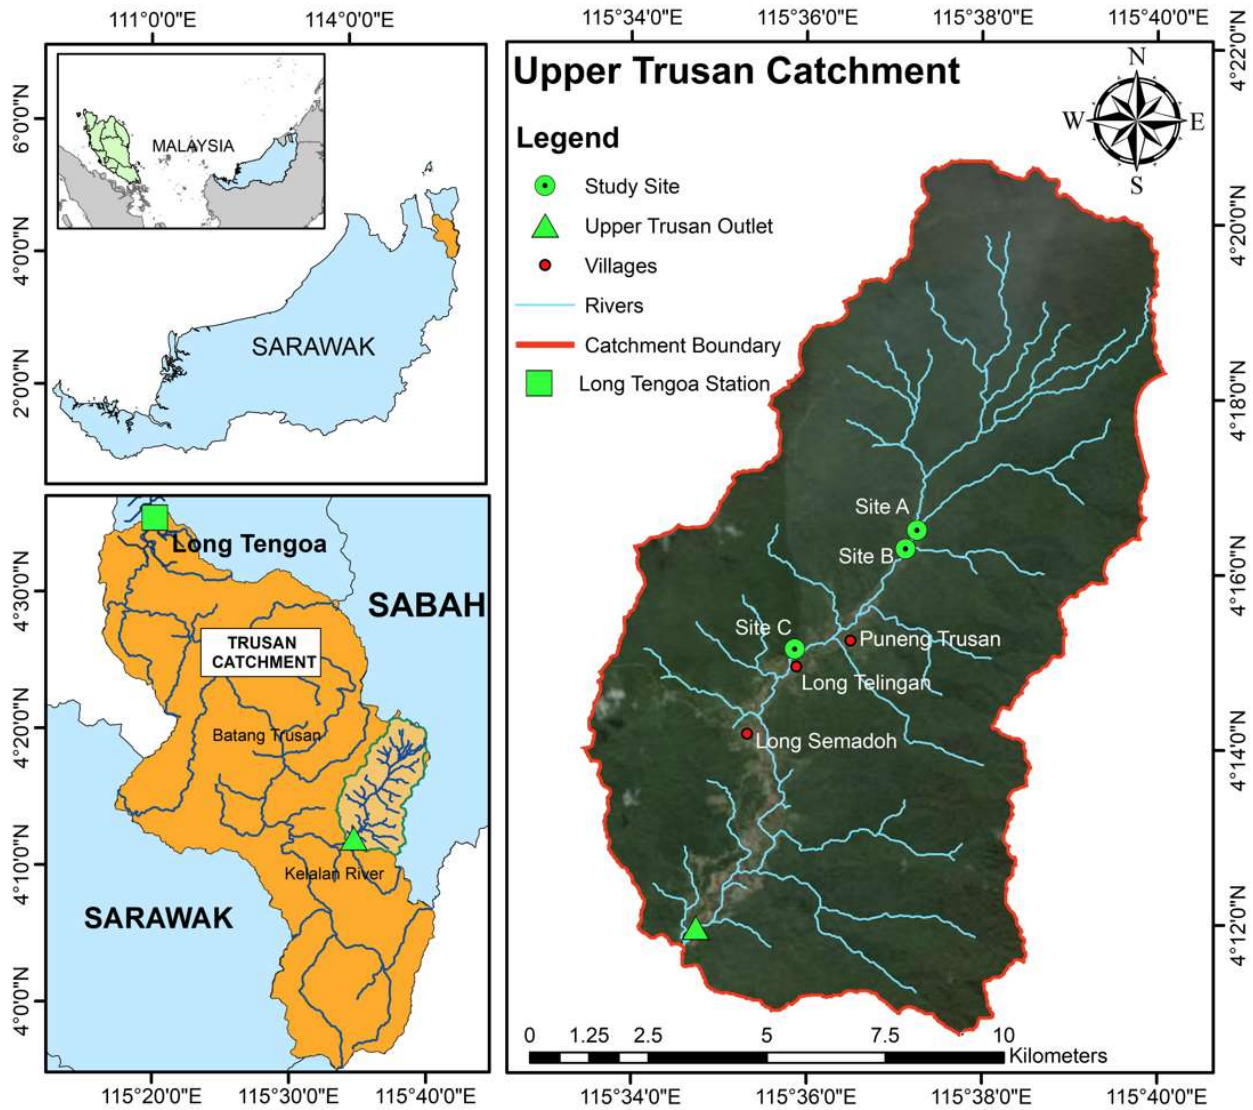 111°0'0"E
114°0'0"E
6°0'0"N
4°0'0"N
2°0'0"N
MALAYSIA
SARAWAK
Long Tengoa
SABAH
TRUSAN
CATCHMENT
Batang Trusan
Kelalan River
SARAWAK
4°30'0"N
4°20'0"N
4°10'0"N
4°0'0"N
115°20'0"E
115°30'0"E
115°40'0"E
115°34'0"E
115°36'0"E
115°38'0"E
115°40'0"E
Upper Trusan Catchment
N
W
E
S
Legend
Study Site
Upper Trusan Outlet
Villages
Rivers
Catchment Boundary
Long Tengoa Station
Site A
Site B
Site C
Puneng Trusan
Long Telingan
Long Semadoh
4°22'0"N
4°20'0"N
4°18'0"N
4°16'0"N
4°14'0"N
4°12'0"N
0 1.25 2.5 5 7.5 10
Kilometers
115°34'0"E
115°36'0"E
115°38'0"E
115°40'0"E